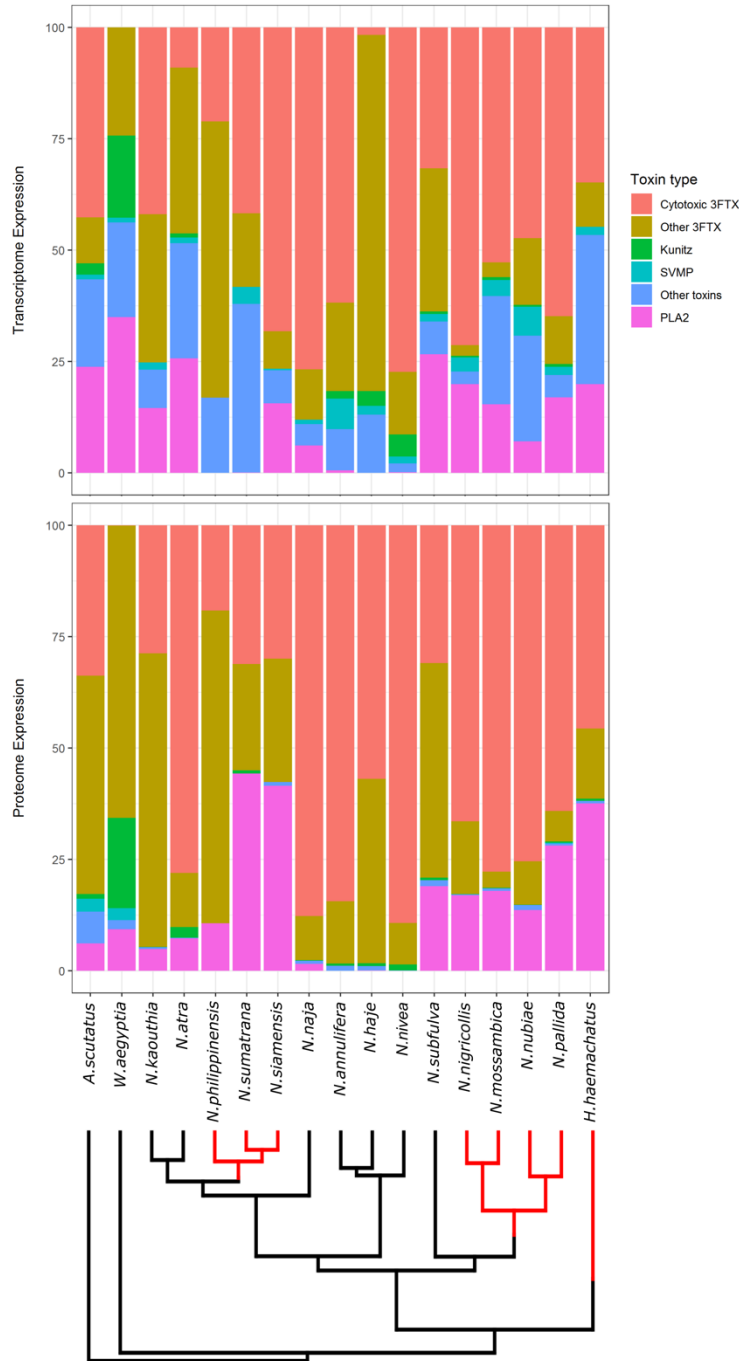 100
75
50
25
0
Transcriptome Expression
Toxin type
Cytotoxic 3FTX
Other 3FTX
Kunitz
SVMP
Other toxins
PLA2
100
75
50
25
0
Proteome Expression
A.scutatus
W.aegyptia
N.kaouthia
N.atra
N.philippinensis
N.sumatrana
N.siamensis
N.naja
N.annulifera
N.haje
N.nivea
N.subfulva
N.nigricollis
N.mossambica
N.nubiae
N.pallida
H.haemachatus